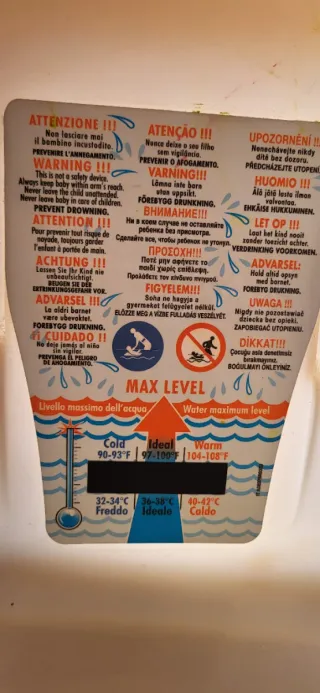 ATTENZIONE !!!
Non lasciare mai
il bambino incustodito.
PREVENIRE L'ANNEGAMENTO.
WARNING !!!
This is not a safety device.
Always keep baby within arm's reach.
Never leave the child unattended.
Never leave baby in care of children.
PREVENT DROWNING.
ATTENTION !!!
Pour prevenir tout risque de
noyade, toujours garder
l'enfant à portée de main.
ACHTUNG !!!
Lassen Sie Ihr Kind nie
unbeaufsichtigt.
BEUGEN SIE DER
ERTRINKUNGSGEFAHR VOR.
ADVARSEL !!!
La aldri barnet
være ubevoktet.
FOREBYGG DRUKNING.
¡¡¡ CUIDADO !!
No deje jamás al niño
sin vigilar.
PREVENGA EL PELIGRO
AHOGAMIENTO.
ATENÇÃO !!!
Nunca deixe o seu filho
sem vigilância.
PREVENIR O AFOGAMENTO.
VARNING!!!
Lämna inte barn
utan uppsikt.
FÖREBYGG DRUNKNING.
ВНИМАНИЕ!!!
Ни в коем случае не оставляйте
ребенка без присмотра.
Сделайте все, чтобы ребенок не утонул.
ΠΡΟΣΟΧΗ!!!
Ποτέ μην αφήνετε το
παιδί χωρίς επίβλεψη.
Προλάβετε τον κίνδυνο πνιγμού.
FIGYELEM!!!
Soha ne hagyja a
gyermeket felügyelet nélkül.
ELŐZZE MEG A VÍZBE FULLADÁS VESZÉLYÉT.
UPOZORNĚNÍ !!
Nenechávejte nikdy
dítě bez dozoru.
PŘEDCHÁZEJTE UTOPENÍ
HUOMIO !!!
Älä jätä lasta ilman
valvontaa.
EHKÄISE HUKKUMINEN.
LET OP !!!
Laat het kind nooit
zonder toezicht achter.
VERDRINKING VOORKOMEN.
ADVARSEL:
Hold altid øje
med barnet.
FOREBYG DRUKNING
UWAGA !!!
Nigdy nie pozostawiać
dziecka bez opieki.
ZAPOBIEGAĆ UTOPIENIU.
DİKKAT!!!
Çocuğu asla denetimsiz
bırakmayınız.
BOĞULMAYI ÖNLEYİNİZ.
MAX LEVEL
Livello massimo dell'acqua
Water maximum level
Cold Ideal Warm
90-93°F 97-100°F 104-108°F
32-34°C 36-38°C 40-42°C
Freddo Ideale Caldo